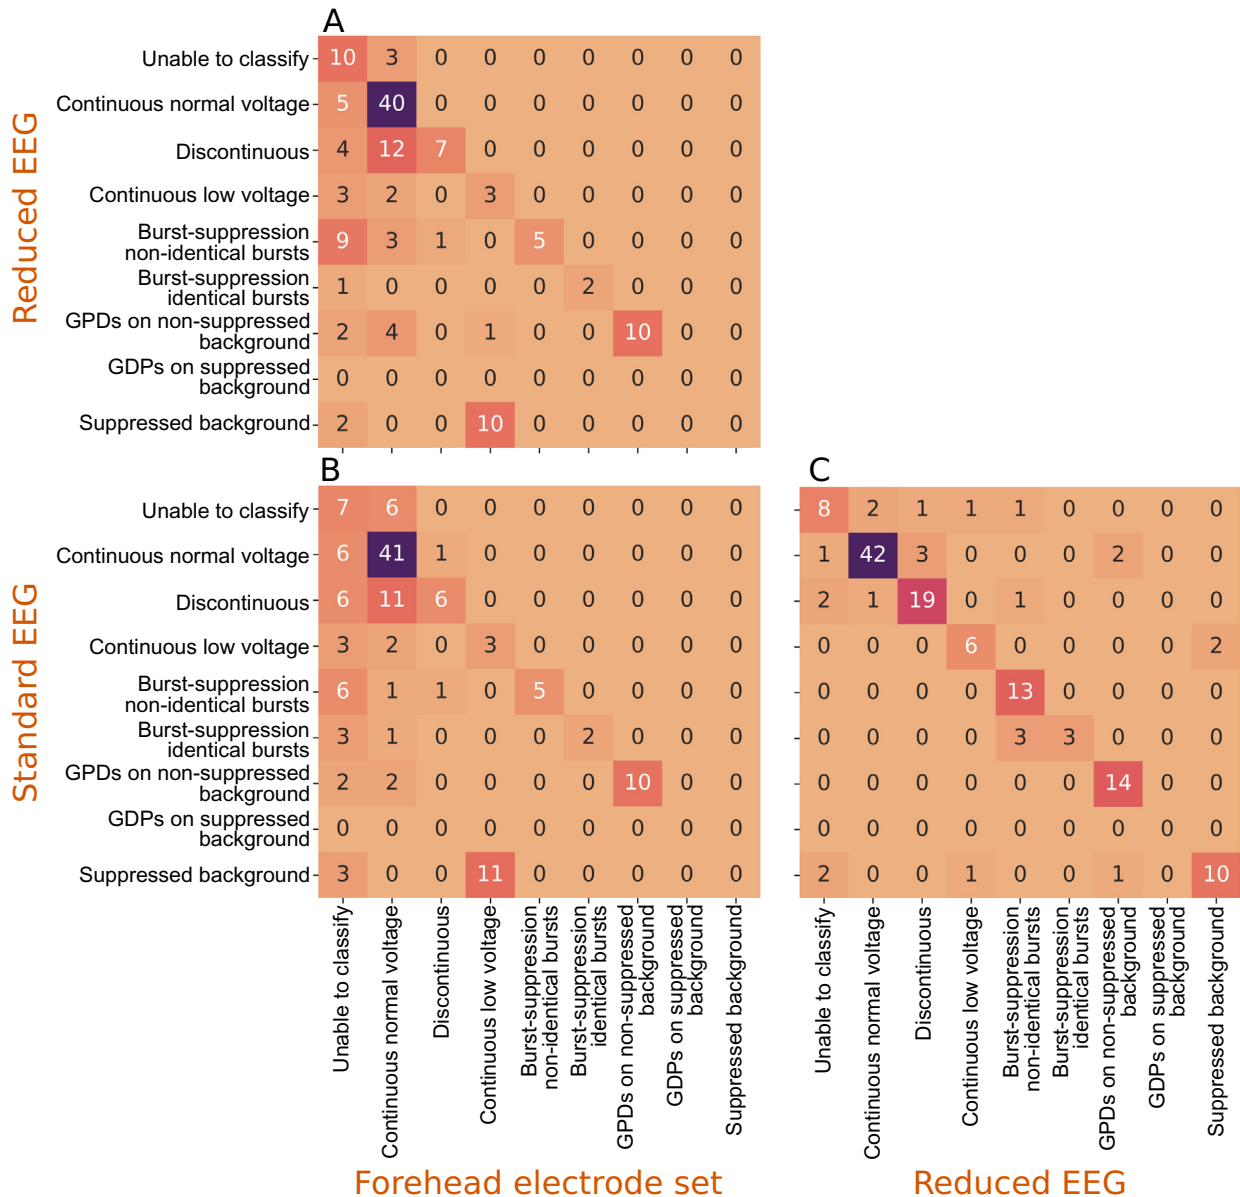 A
Reduced EEG
Unable to classify 10 3 0 0 0 0 0 0 0
Continuous normal voltage 5 40 0 0 0 0 0 0 0
Discontinuous 4 12 7 0 0 0 0 0 0
Continuous low voltage 3 2 0 3 0 0 0 0 0
Burst-suppression
non-identical bursts 9 3 1 0 5 0 0 0 0
Burst-suppression
identical bursts 1 0 0 0 0 2 0 0 0
GPDs on non-suppressed
background 2 4 0 1 0 0 10 0 0
GDPs on suppressed
background 0 0 0 0 0 0 0 0 0
Suppressed background 2 0 0 10 0 0 0 0 0
B
Standard EEG
Unable to classify 7 6 0 0 0 0 0 0 0
Continuous normal voltage 6 41 1 0 0 0 0 0 0
Discontinuous 6 11 6 0 0 0 0 0 0
Continuous low voltage 3 2 0 3 0 0 0 0 0
Burst-suppression
non-identical bursts 6 1 1 0 5 0 0 0 0
Burst-suppression
identical bursts 3 1 0 0 0 2 0 0 0
GPDs on non-suppressed
background 2 2 0 0 0 0 10 0 0
GDPs on suppressed
background 0 0 0 0 0 0 0 0 0
Suppressed background 3 0 0 11 0 0 0 0 0
Unable to classify
Continuous normal voltage
Discontinuous
Continuous low voltage
Burst-suppression
non-identical bursts
Burst-suppression
identical bursts
GPDs on non-suppressed
background
GDPs on suppressed
background
Suppressed background
Forehead electrode set
C
8 2 1 1 1 0 0 0 0
1 42 3 0 0 0 2 0 0
2 1 19 0 1 0 0 0 0
0 0 0 6 0 0 0 0 2
0 0 0 0 13 0 0 0 0
0 0 0 0 3 3 0 0 0
0 0 0 0 0 0 14 0 0
0 0 0 0 0 0 0 0 0
2 0 0 1 0 0 1 0 10
Unable to classify
Continuous normal voltage
Discontinuous
Continuous low voltage
Burst-suppression
non-identical bursts
Burst-suppression
identical bursts
GPDs on non-suppressed
background
GDPs on suppressed
background
Suppressed background
Reduced EEG